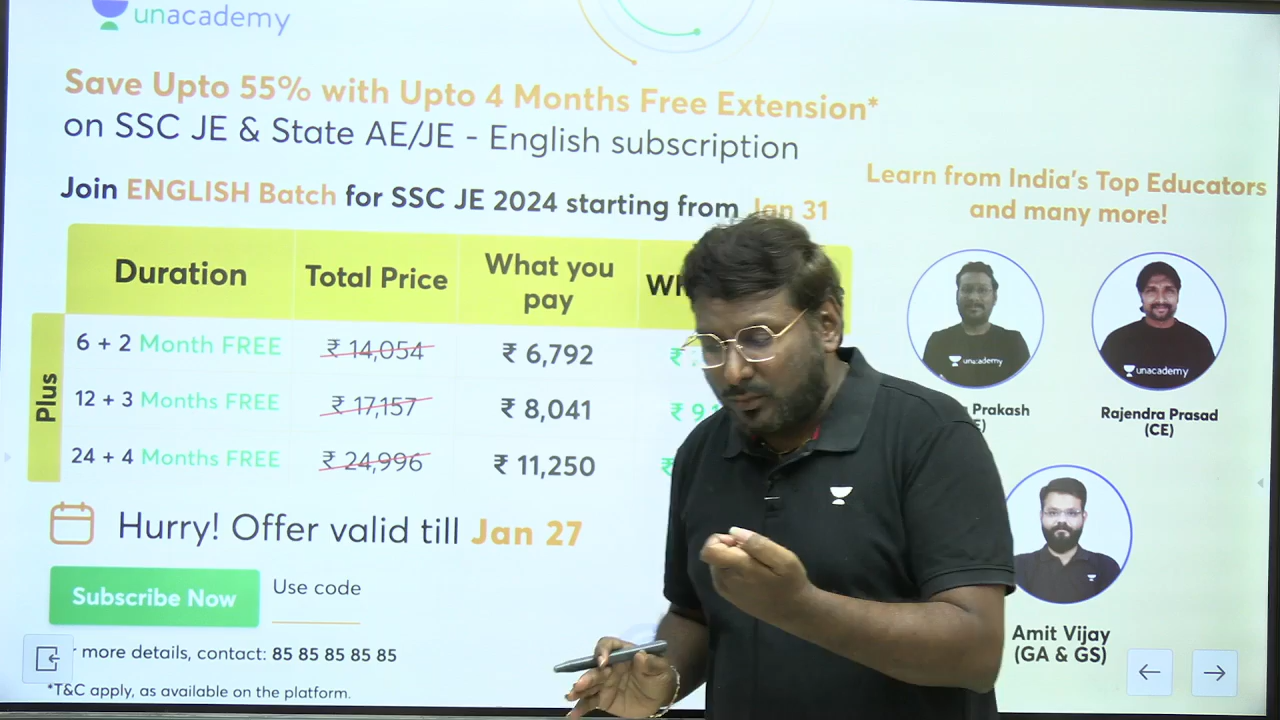 unacademy
Save Upto 55% with Upto 4 Months Free Extension*
on SSC JE & State AE/JE - English subscription
Join ENGLISH Batch for SSC JE 2024 starting from Jan 31
Duration
Total Price
What you
pay
6 + 2 Month FREE
₹ 14,054
₹ 6,792
Plus
12 + 3 Months FREE
₹ 17,157
₹ 8,041
24 + 4 Months FREE
₹ 24,996
₹ 11,250
Hurry! Offer valid till Jan 27
Subscribe Now
Use code
more details, contact: 85 85 85 85 85
*T&C apply, as available on the platform.
Learn from India's Top Educators
and many more!
unacademy
unacademy
Prakash
Rajendra Prasad
(CE)
Amit Vijay
(GA & GS)